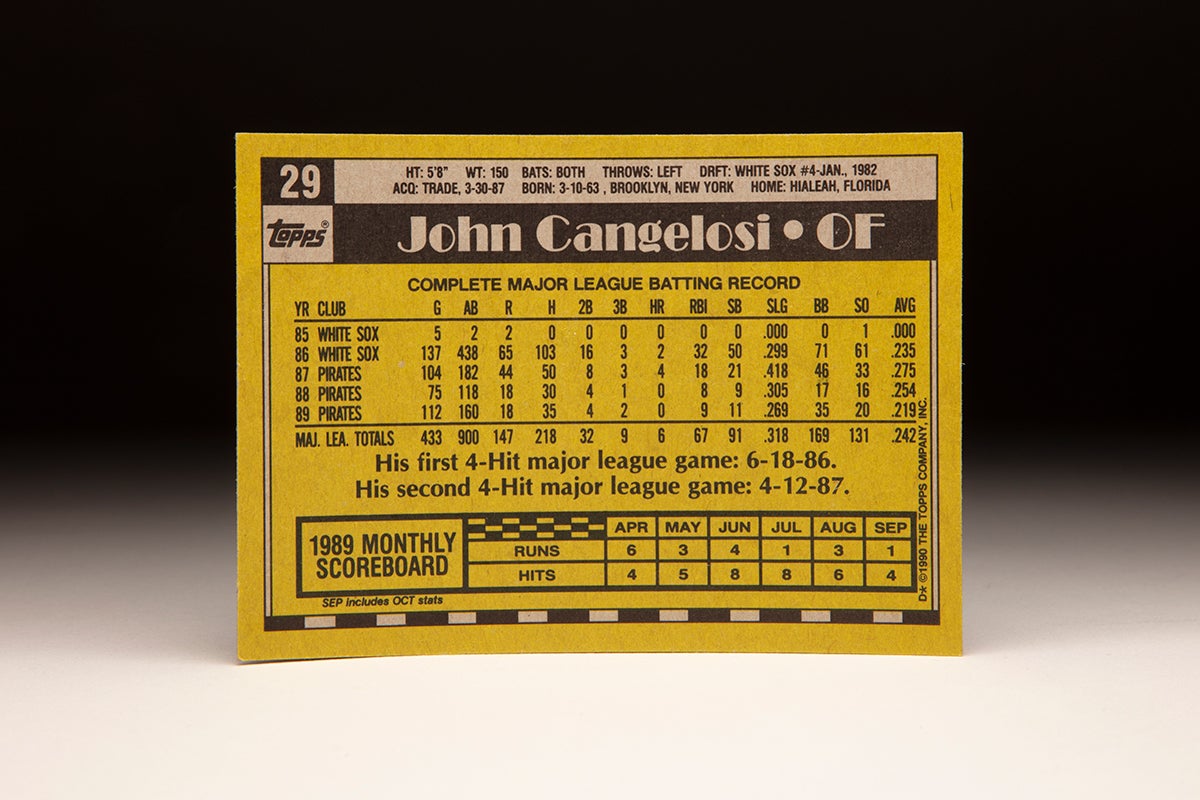 29
HT: 5'8" WT: 150 BATS: BOTH THROWS: LEFT DRFT: WHITE SOX #4-JAN., 1982
ACQ: TRADE, 3-30-87 BORN: 3-10-63 , BROOKLYN, NEW YORK HOME: HIALEAH, FLORIDA
TOPPS®
John Cangelosi • OF
COMPLETE MAJOR LEAGUE BATTING RECORD
YR CLUB G AB R H 2B 3B HR RBI SB SLG BB SO AVG
85 WHITE SOX 5 2 2 0 0 0 0 0 0 .000 0 1 .000
86 WHITE SOX 137 438 65 103 16 3 2 32 50 .299 71 61 .235
87 PIRATES 104 182 44 50 8 3 4 18 21 .418 46 33 .275
88 PIRATES 75 118 18 30 4 1 0 8 9 .305 17 16 .254
89 PIRATES 112 160 18 35 4 2 0 9 11 .269 35 20 .219
MAJ. LEA. TOTALS 433 900 147 218 32 9 6 67 91 .318 169 131 .242
His first 4-Hit major league game: 6-18-86.
His second 4-Hit major league game: 4-12-87.
1989 MONTHLY
SCOREBOARD
APR MAY JUN JUL AUG SEP
RUNS 6 3 4 1 3 1
HITS 4 5 8 8 6 4
SEP includes OCT stats
D* ©1990 THE TOPPS COMPANY, INC.